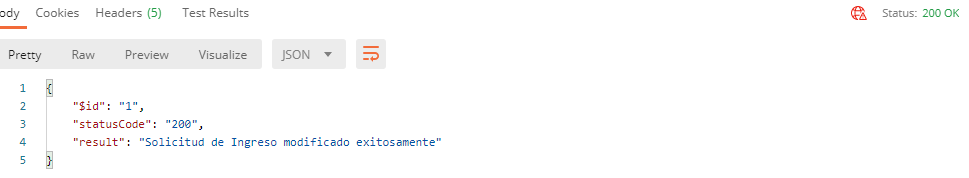 ody Cookies Headers (5) Test Results Status: 200 OK
Pretty Raw Preview Visualize JSON
1 {
2 "$id": "1",
3 "statusCode": "200",
4 "result": "Solicitud de Ingreso modificado exitosamente"
5 }